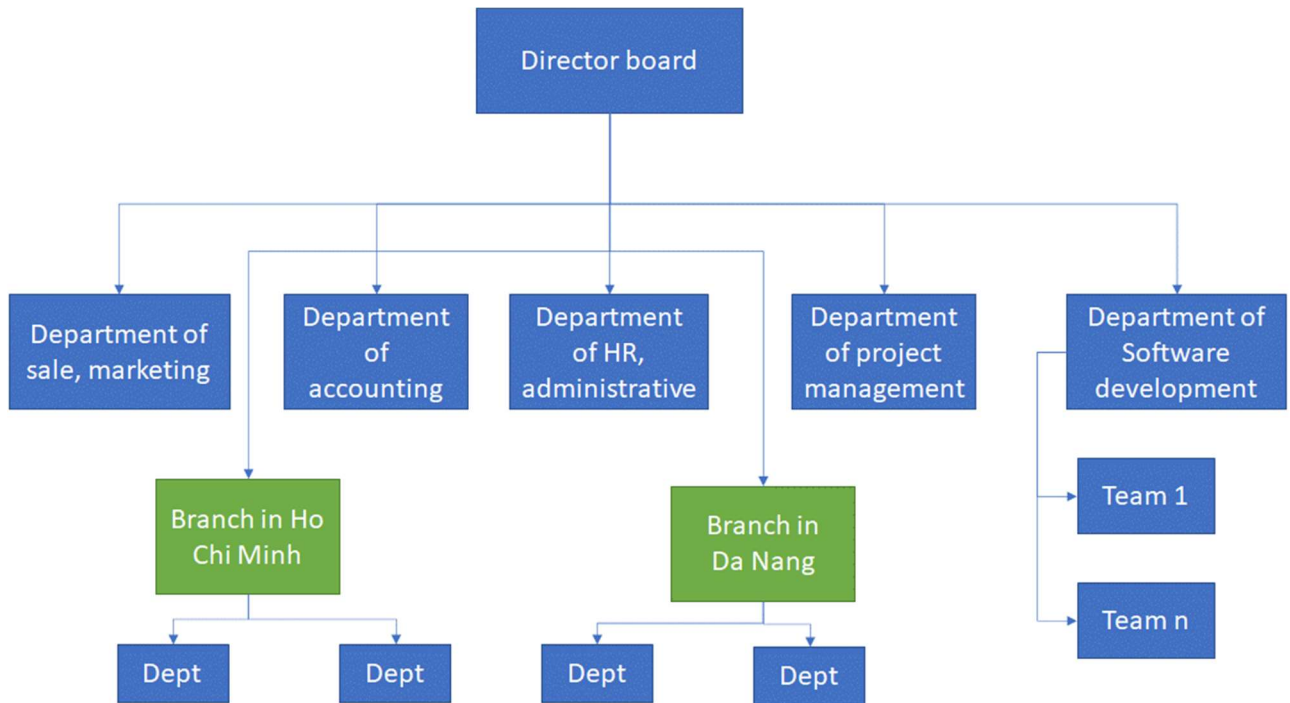 Director board
Department of
sale, marketing
Department
of
accounting
Department
of HR,
administrative
Department
of project
management
Department of
Software
development
Branch in Ho
Chi Minh
Branch in
Da Nang
Team 1
Team n
Dept
Dept
Dept
Dept